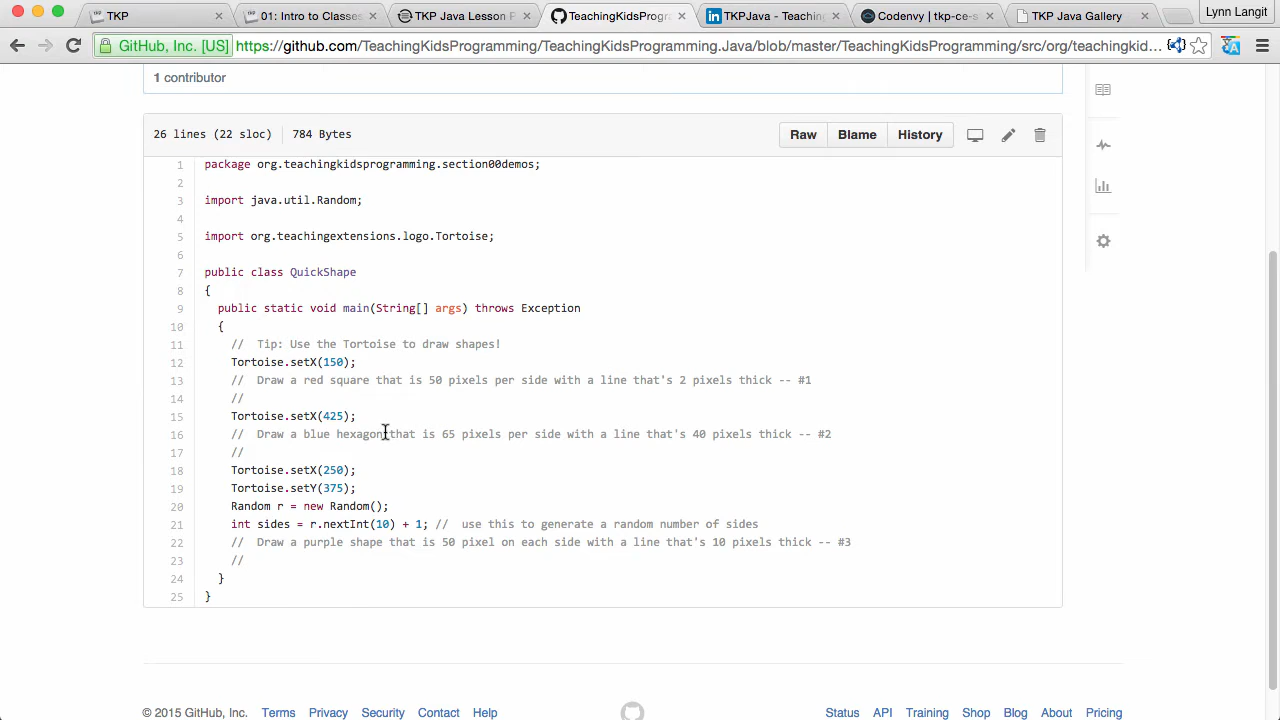 TKP
01: Intro to Classes
TKP Java Lesson P
TeachingKidsProgr
TKPJava - Teaching
Codenvy | tkp-ce-s
TKP Java Gallery
Lynn Langit
GitHub, Inc. [US]
https://github.com/TeachingKidsProgramming/TeachingKidsProgramming.Java/blob/master/TeachingKidsProgramming/src/org/teachingkid...
1 contributor
26 lines (22 sloc) 784 Bytes
Raw Blame History
1 package org.teachingkidsprogramming.section00demos;
2
3 import java.util.Random;
4
5 import org.teachingextensions.logo.Tortoise;
6
7 public class QuickShape
8 {
9 public static void main(String[] args) throws Exception
10 {
11 // Tip: Use the Tortoise to draw shapes!
12 Tortoise.setX(150);
13 // Draw a red square that is 50 pixels per side with a line that's 2 pixels thick -- #1
14 //
15 Tortoise.setX(425);
16 // Draw a blue hexagon that is 65 pixels per side with a line that's 40 pixels thick -- #2
17 //
18 Tortoise.setX(250);
19 Tortoise.setY(375);
20 Random r = new Random();
21 int sides = r.nextInt(10) + 1; // use this to generate a random number of sides
22 // Draw a purple shape that is 50 pixel on each side with a line that's 10 pixels thick -- #3
23 //
24 }
25 }
© 2015 GitHub, Inc. Terms Privacy Security Contact Help
Status API Training Shop Blog About Pricing